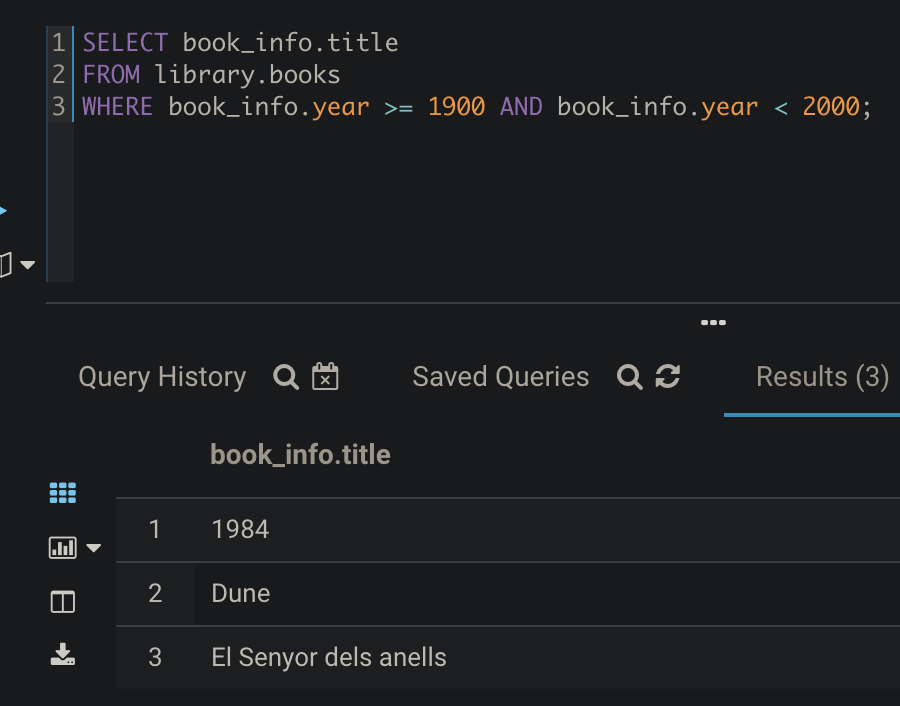 1 SELECT book_info.title
2 FROM library.books
3 WHERE book_info.year >= 1900 AND book_info.year < 2000;
Query History Saved Queries Results (3)
book_info.title
1 1984
2 Dune
3 El Senyor dels anells